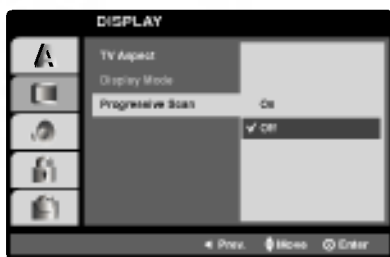 DISPLAY
A
TV Aspect
Display Mode
Progressive Scan
On
✔ Off
◄ Prev. Move Enter